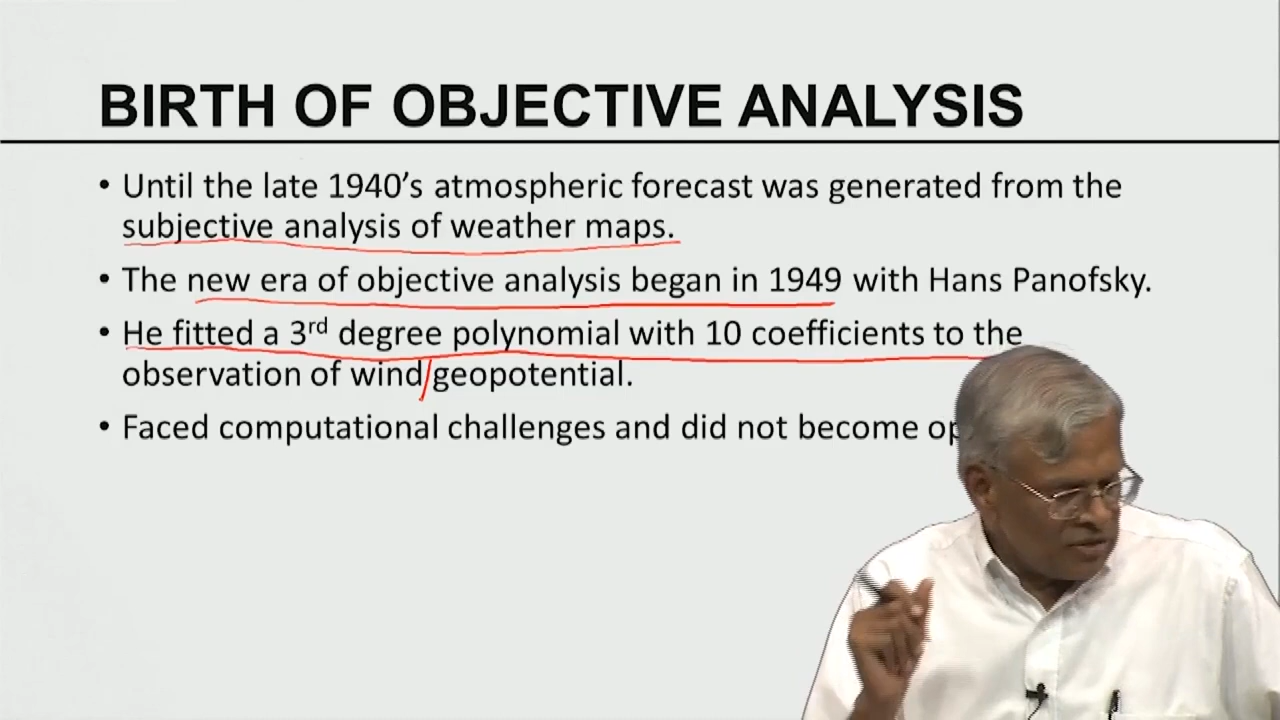 BIRTH OF OBJECTIVE ANALYSIS
• Until the late 1940’s atmospheric forecast was generated from the
subjective analysis of weather maps.
• The new era of objective analysis began in 1949 with Hans Panofsky.
• He fitted a 3rd degree polynomial with 10 coefficients to the
observation of wind/geopotential.
• Faced computational challenges and did not become